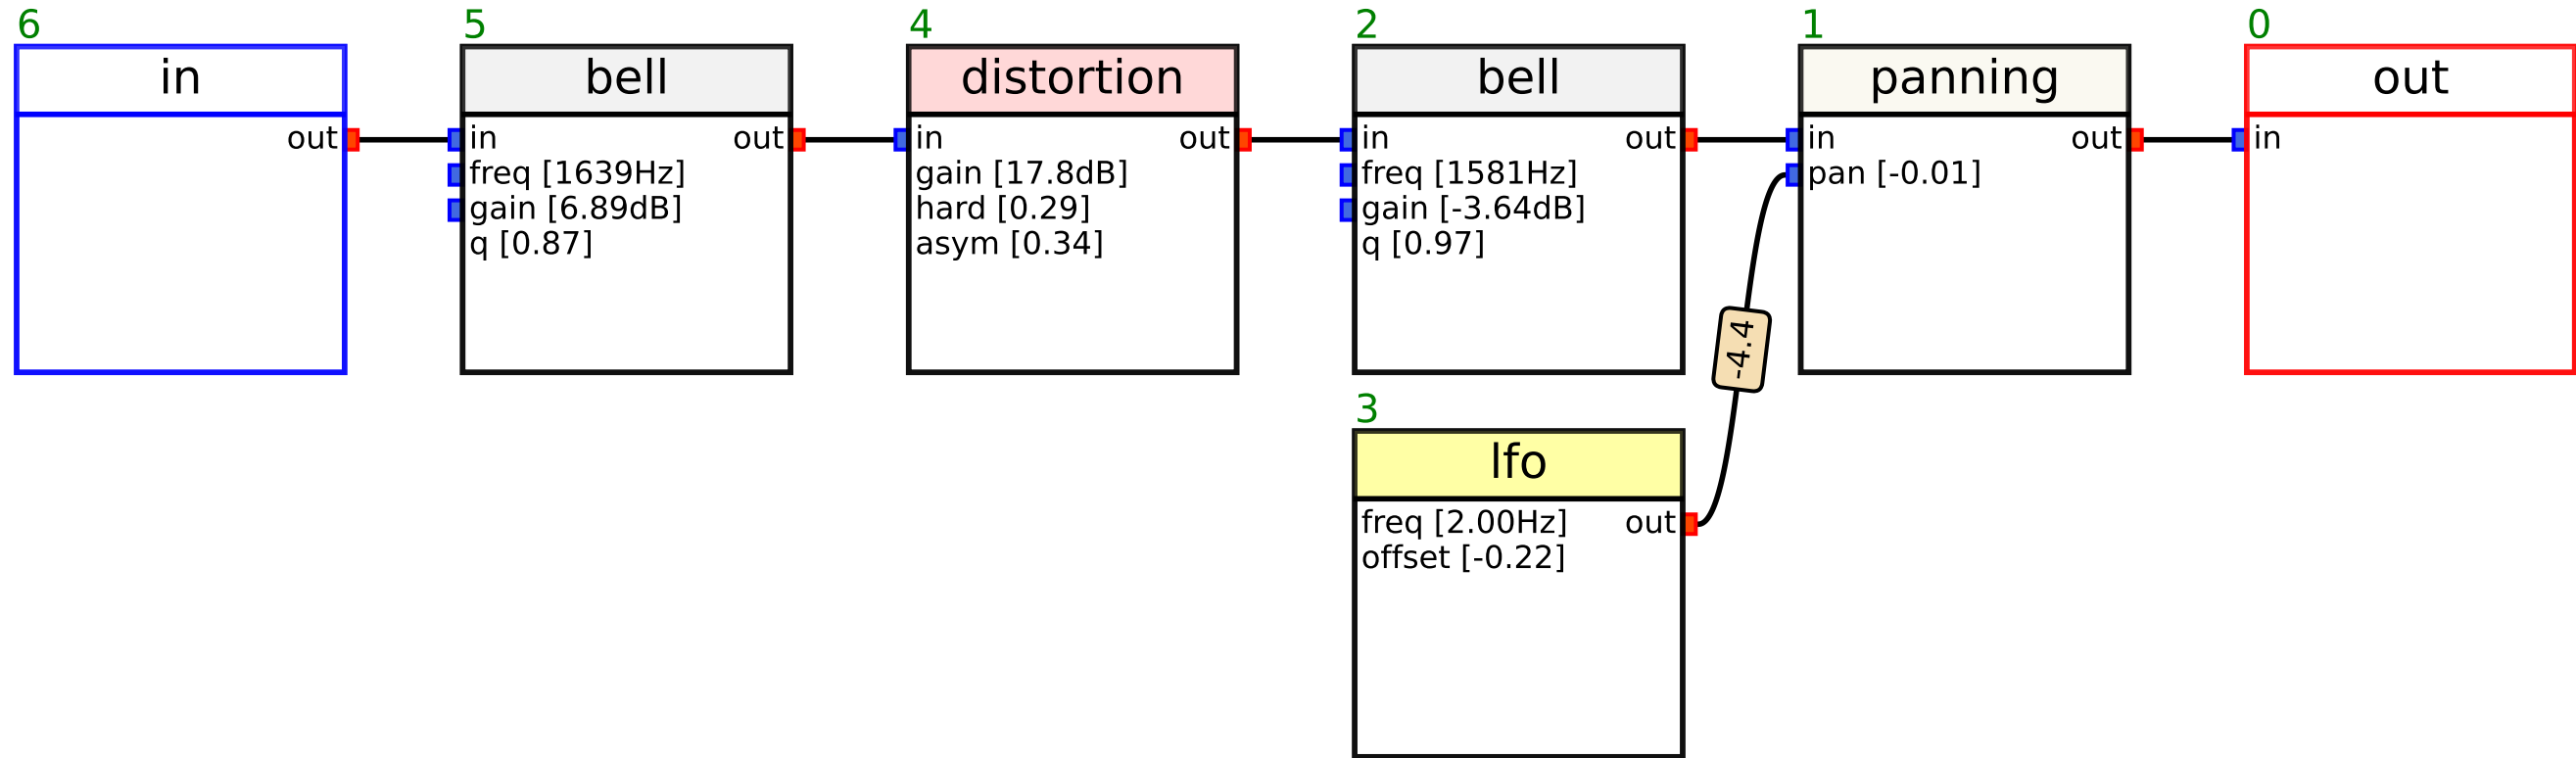 6
in
out
5
bell
in out
freq [1639Hz]
gain [6.89dB]
q [0.87]
4
distortion
in out
gain [17.8dB]
hard [0.29]
asym [0.34]
2
bell
in out
freq [1581Hz]
gain [-3.64dB]
q [0.97]
1
panning
in out
pan [-0.01]
0
out
in
-4.4
3
lfo
freq [2.00Hz] out
offset [-0.22]